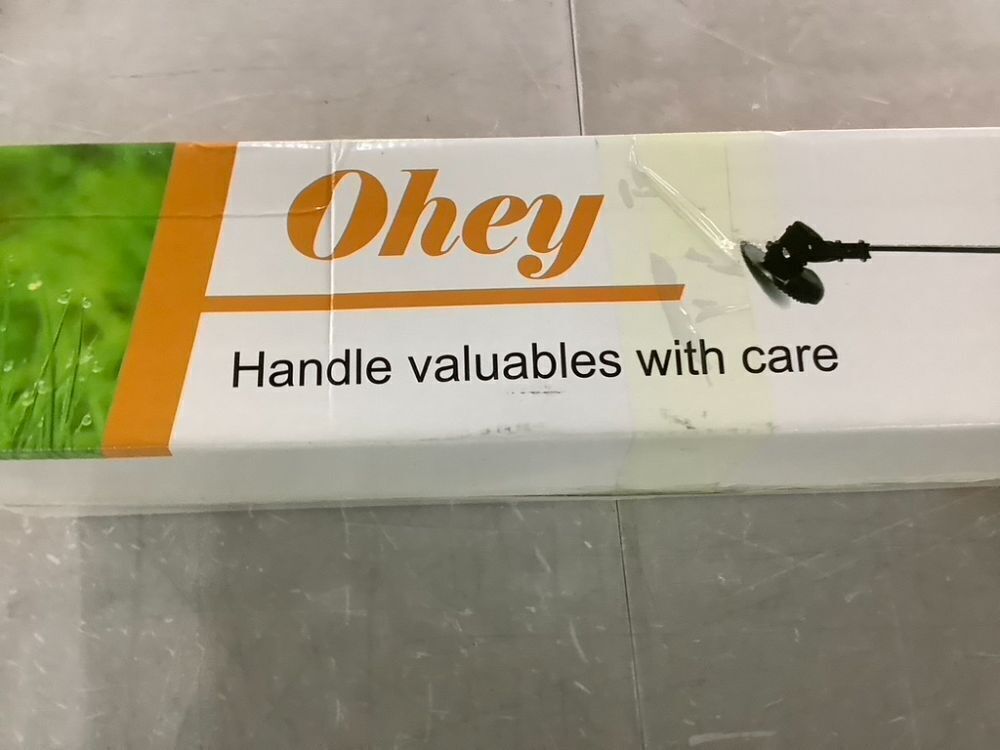 Ohey
Handle valuables with care